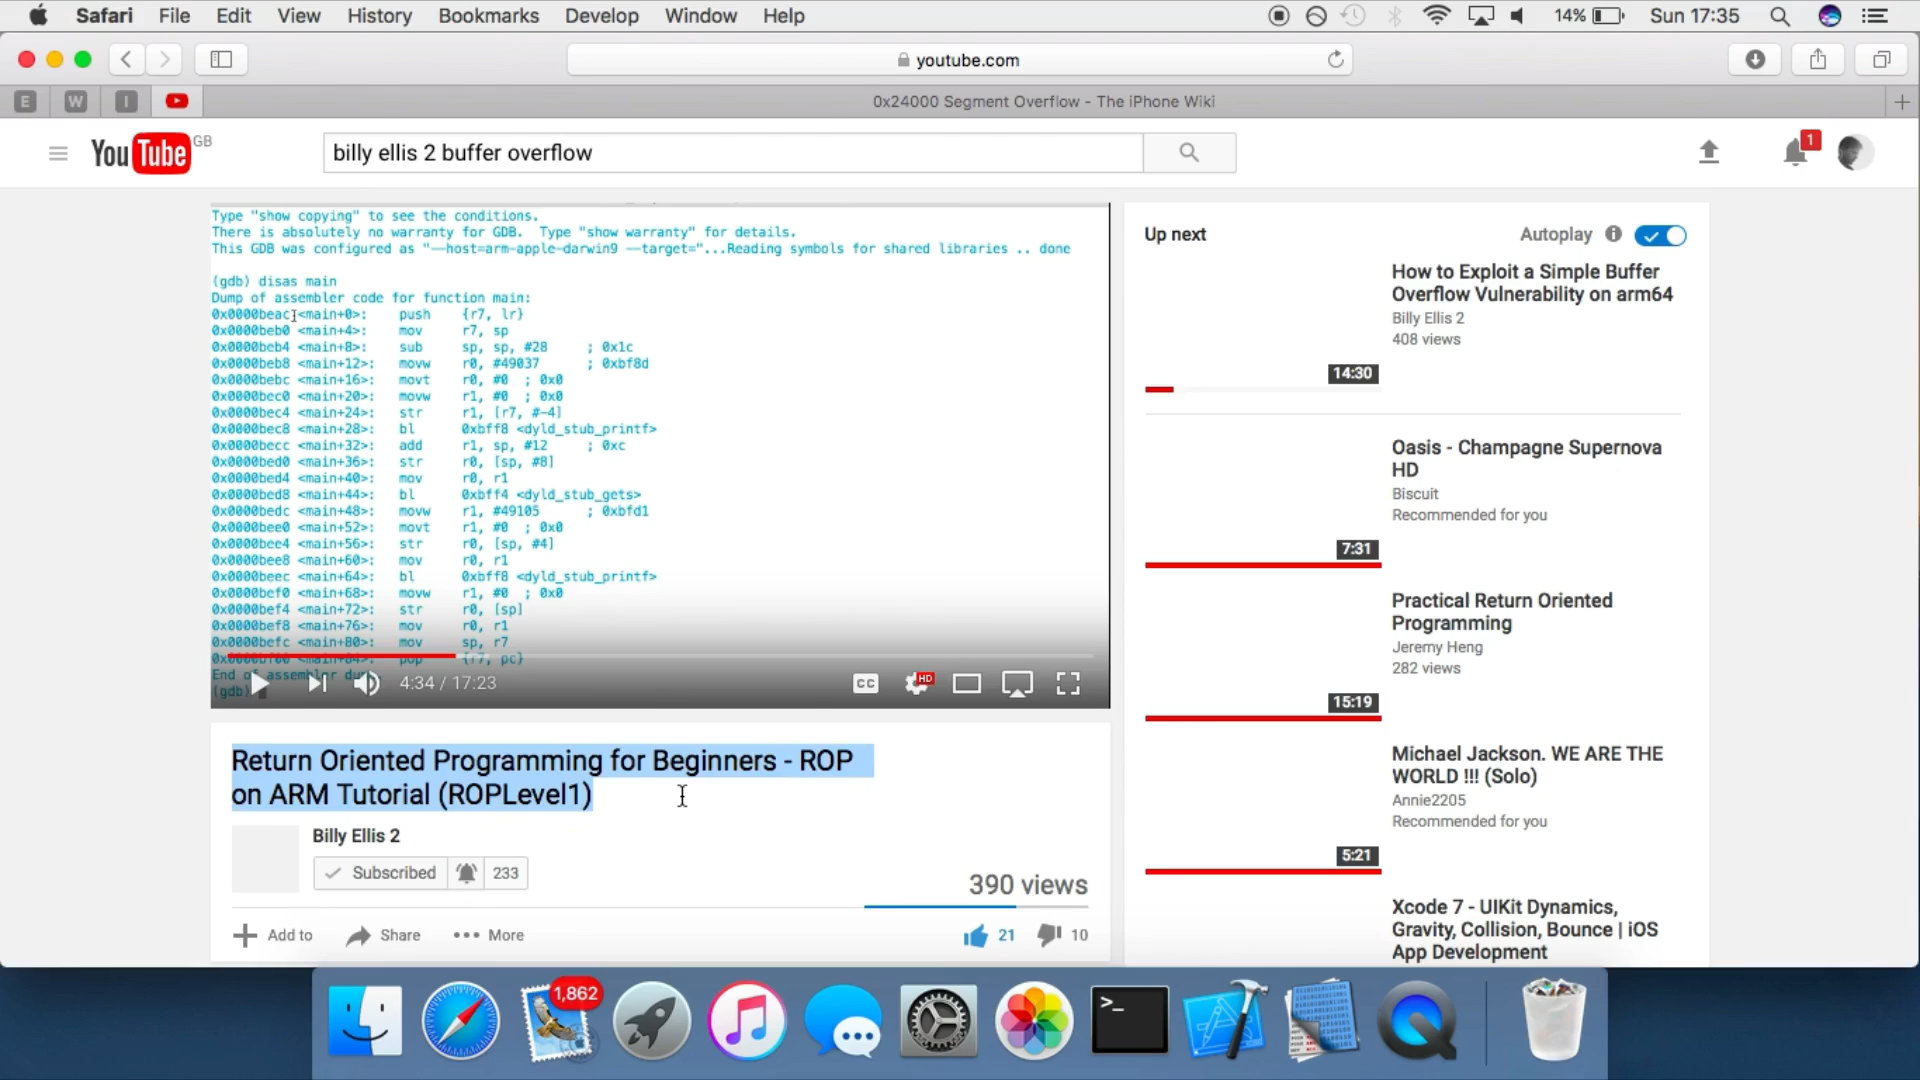 Safari File Edit View History Bookmarks Develop Window Help 14% Sun 17:35
youtube.com
E W I 0x24000 Segment Overflow - The iPhone Wiki
YouTube GB billy ellis 2 buffer overflow 1
Type "show copying" to see the conditions.
There is absolutely no warranty for GDB. Type "show warranty" for details.
This GDB was configured as "--host=arm-apple-darwin9 --target="...Reading symbols for shared libraries .. done
(gdb) disas main
Dump of assembler code for function main:
0x0000beac <main+0>: push {r7, lr}
0x0000beb0 <main+4>: mov r7, sp
0x0000beb4 <main+8>: sub sp, sp, #28 ; 0x1c
0x0000beb8 <main+12>: movw r0, #49037 ; 0xbf8d
0x0000bebc <main+16>: movt r0, #0 ; 0x0
0x0000bec0 <main+20>: movw r1, #0 ; 0x0
0x0000bec4 <main+24>: str r1, [r7, #-4]
0x0000bec8 <main+28>: bl 0xbff8 <dyld_stub_printf>
0x0000becc <main+32>: add r1, sp, #12 ; 0xc
0x0000bed0 <main+36>: str r0, [sp, #8]
0x0000bed4 <main+40>: mov r0, r1
0x0000bed8 <main+44>: bl 0xbff4 <dyld_stub_gets>
0x0000bedc <main+48>: movw r1, #49105 ; 0xbfd1
0x0000bee0 <main+52>: movt r1, #0 ; 0x0
0x0000bee4 <main+56>: str r0, [sp, #4]
0x0000bee8 <main+60>: mov r0, r1
0x0000beec <main+64>: bl 0xbff8 <dyld_stub_printf>
0x0000bef0 <main+68>: movw r1, #0 ; 0x0
0x0000bef4 <main+72>: str r0, [sp]
0x0000bef8 <main+76>: mov r0, r1
0x0000befc <main+80>: mov sp, r7
0x0000bf00 <main+84>: pop {r7, pc}
End of assembler dump.
(gdb)
4:34 / 17:23 CC HD
Return Oriented Programming for Beginners - ROP
on ARM Tutorial (ROPLevel1)
Billy Ellis 2
Subscribed 233
390 views
Add to Share More 21 10
Up next Autoplay
How to Exploit a Simple Buffer
Overflow Vulnerability on arm64
Billy Ellis 2
408 views
14:30
Oasis - Champagne Supernova
HD
Biscuit
Recommended for you
7:31
Practical Return Oriented
Programming
Jeremy Heng
282 views
15:19
Michael Jackson. WE ARE THE
WORLD !!! (Solo)
Annie2205
Recommended for you
5:21
Xcode 7 - UIKit Dynamics,
Gravity, Collision, Bounce | iOS
App Development
1,862
>_